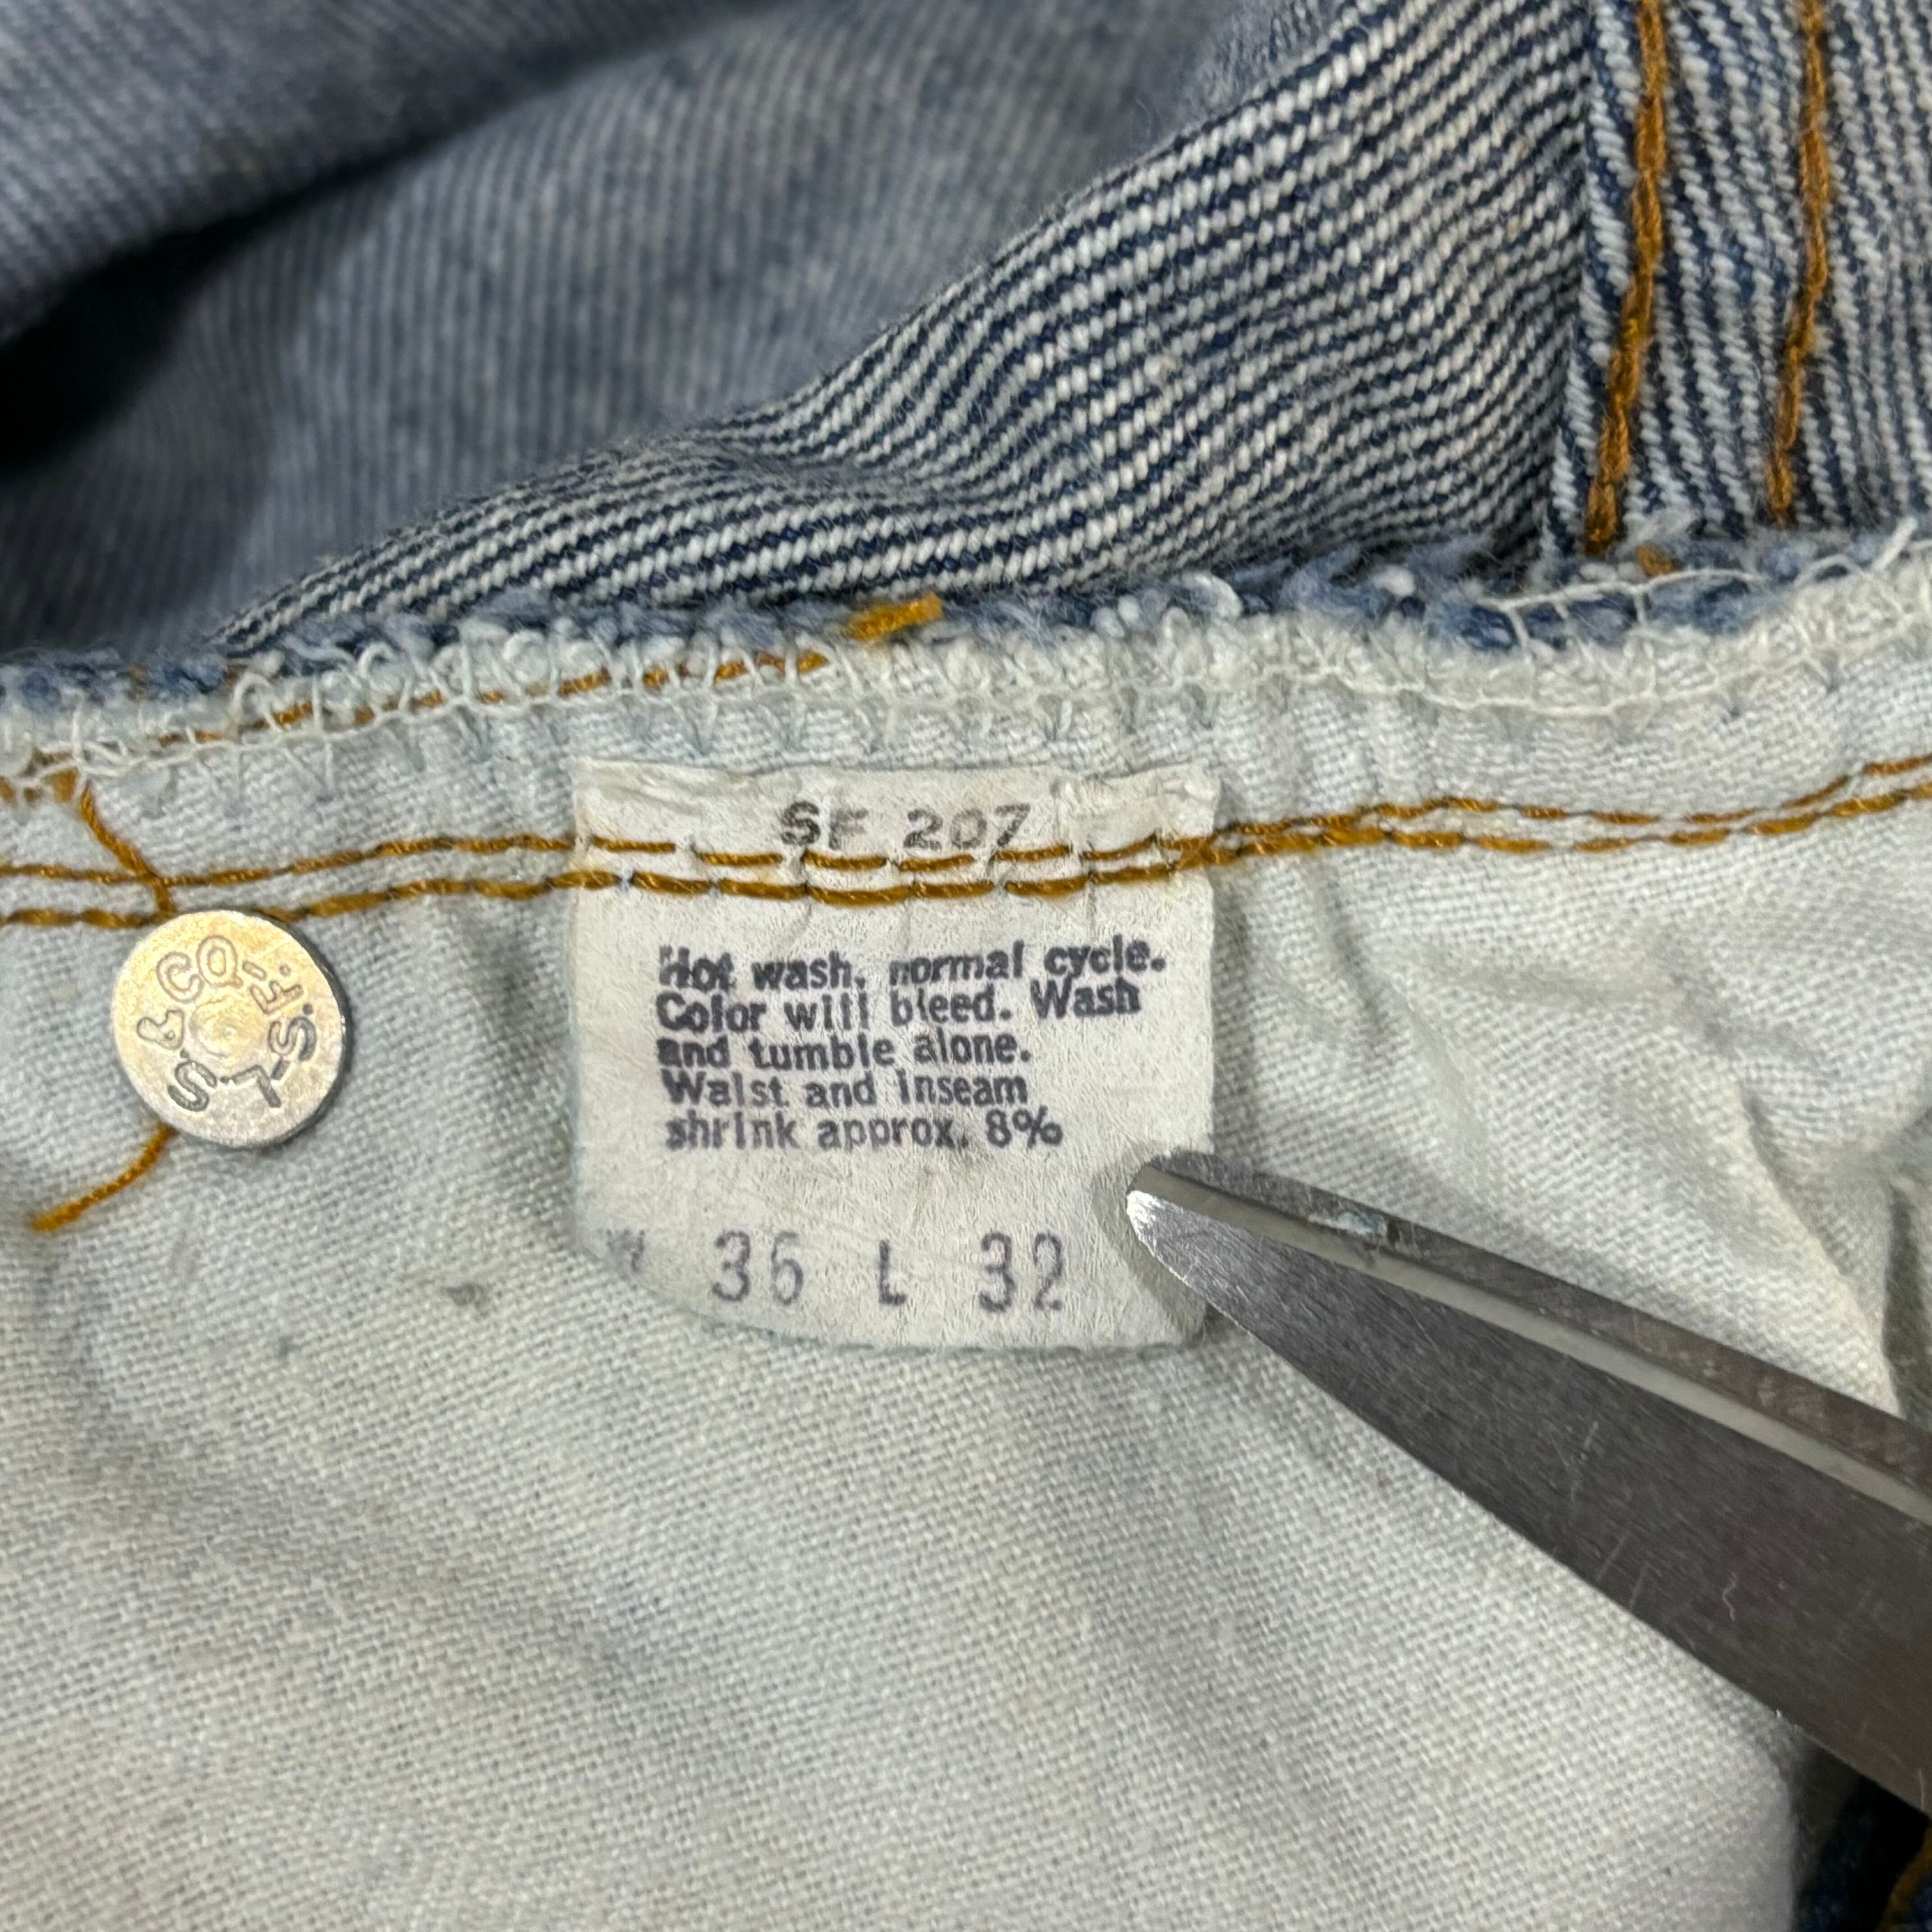 SF 207
Hot wash, normal cycle.
Color will bleed. Wash
and tumble alone.
Waist and inseam
shrink approx. 8%
W 36 L 32
L.S.&CO-S.F.